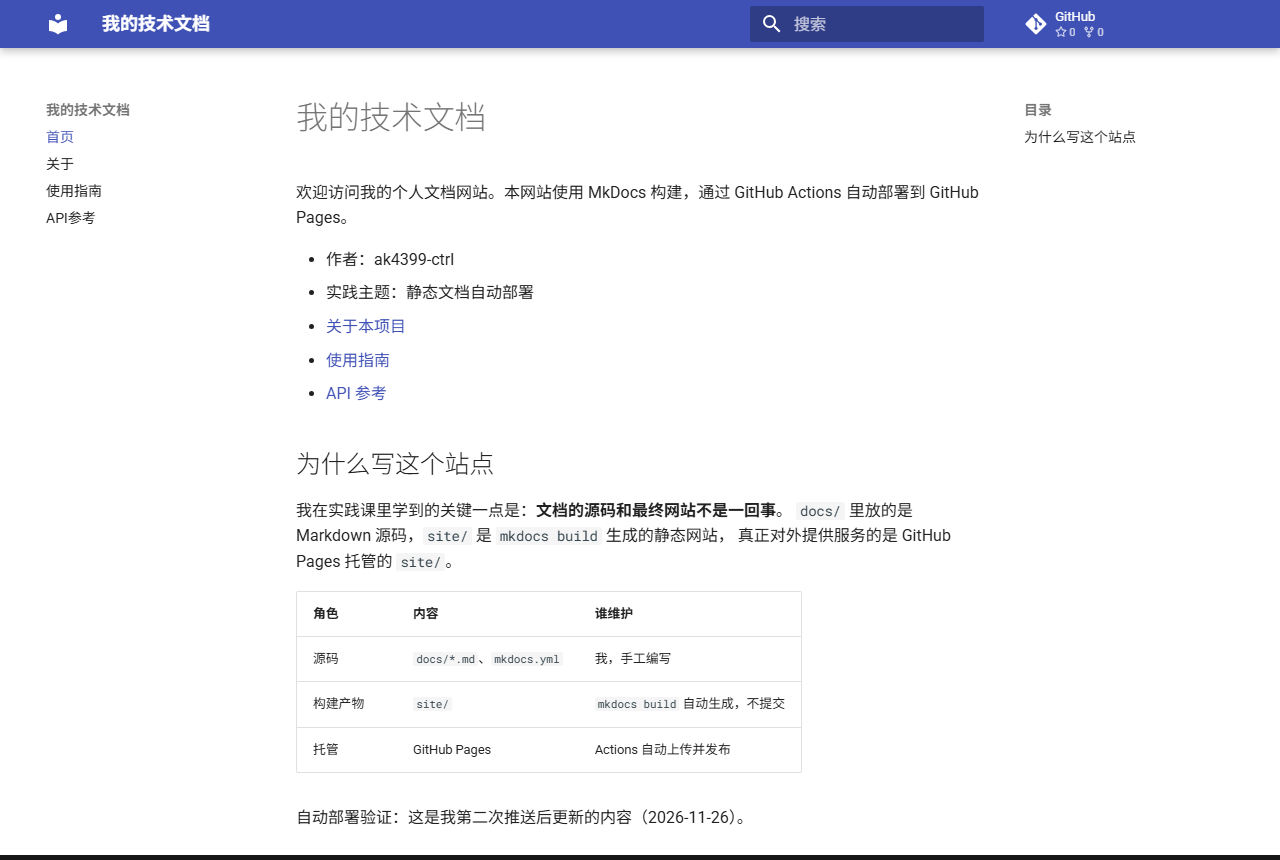 我的技术文档
搜索
GitHub
0 0
我的技术文档
首页
关于
使用指南
API参考
我的技术文档
欢迎访问我的个人文档网站。本网站使用 MkDocs 构建，通过 GitHub Actions 自动部署到 GitHub
Pages。
作者：ak4399-ctrl
实践主题：静态文档自动部署
关于本项目
使用指南
API 参考
为什么写这个站点
我在实践课里学到的关键一点是：文档的源码和最终网站不是一回事。 docs/ 里放的是
Markdown 源码， site/ 是 mkdocs build 生成的静态网站， 真正对外提供服务的是 GitHub
Pages 托管的 site/ 。
角色 内容 谁维护
源码 docs/*.md 、 mkdocs.yml 我，手工编写
构建产物 site/ mkdocs build 自动生成，不提交
托管 GitHub Pages Actions 自动上传并发布
自动部署验证：这是我第二次推送后更新的内容（2026-11-26）。
目录
为什么写这个站点